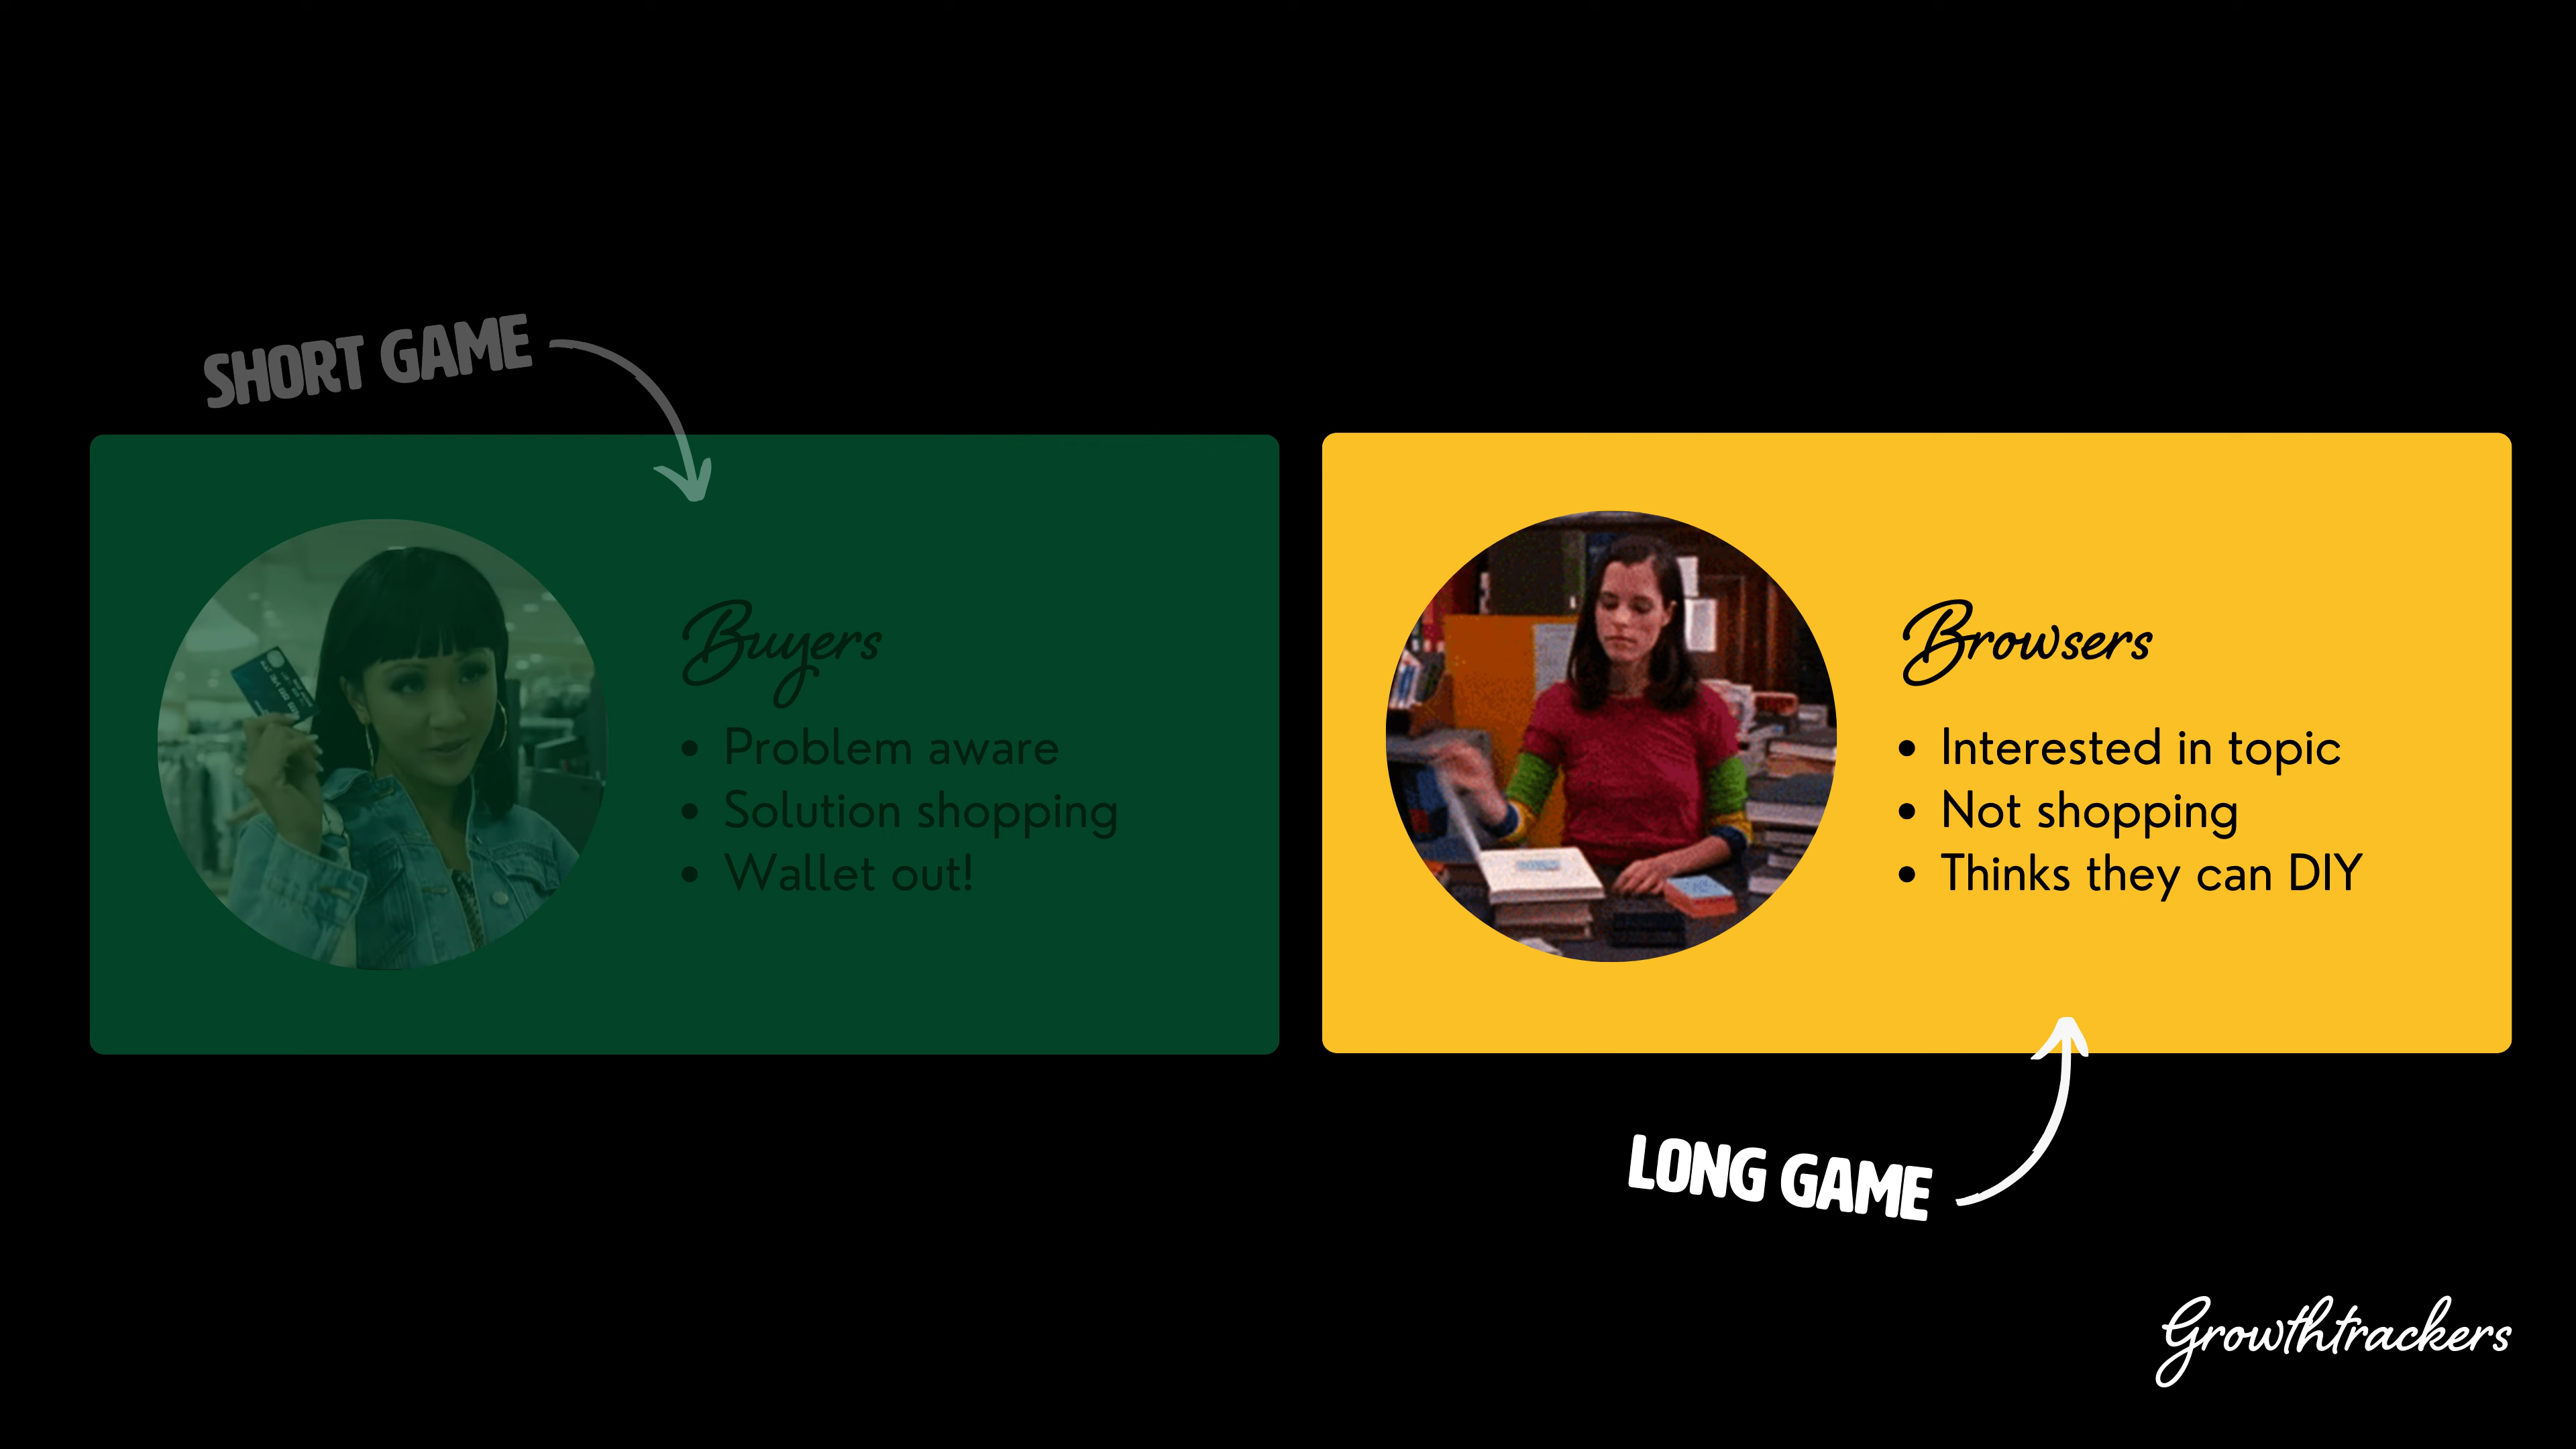 SHORT GAME
Buyers
• Problem aware
• Solution shopping
• Wallet out!
Browsers
• Interested in topic
• Not shopping
• Thinks they can DIY
LONG GAME
Growthtrackers